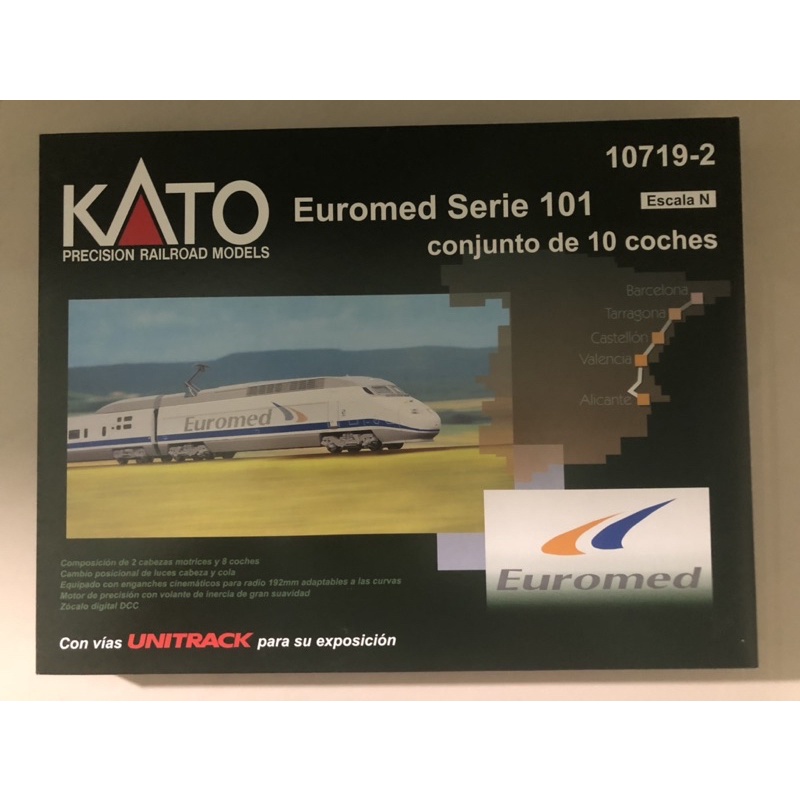 10719-2
KATO
PRECISION RAILROAD MODELS
Euromed Serie 101
Escala N
conjunto de 10 coches
Barcelona
Tarragona
Castellón
Valencia
Alicante
Euromed
Euromed
Composición de 2 cabezas motrices y 8 coches
Cambio posicional de luces cabeza y cola
Equipado con enganches cinemáticos para radio 192mm adaptables a las curvas
Motor de precisión con volante de inercia de gran suavidad
Zócalo digital DCC
Con vías UNITRACK para su exposición